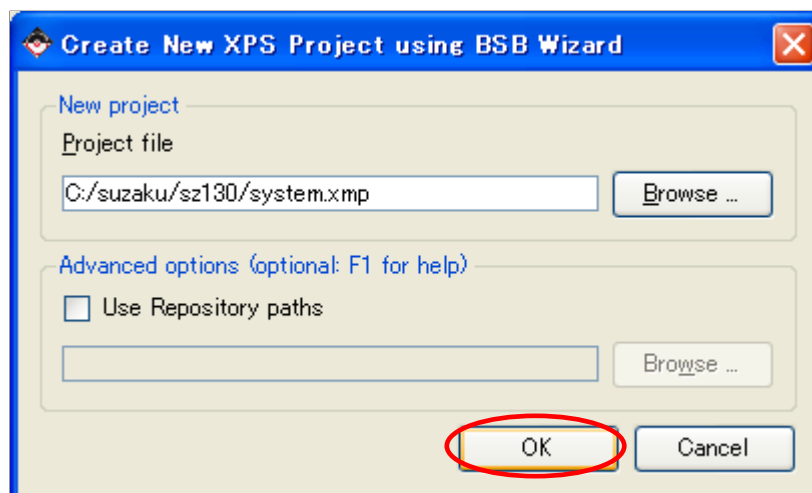 Create New XPS Project using BSB Wizard
New project
Project file
C:/suzaku/sz130/system.xmp
Browse ...
Advanced options (optional: F1 for help)
Use Repository paths
Browse ...
OK
Cancel